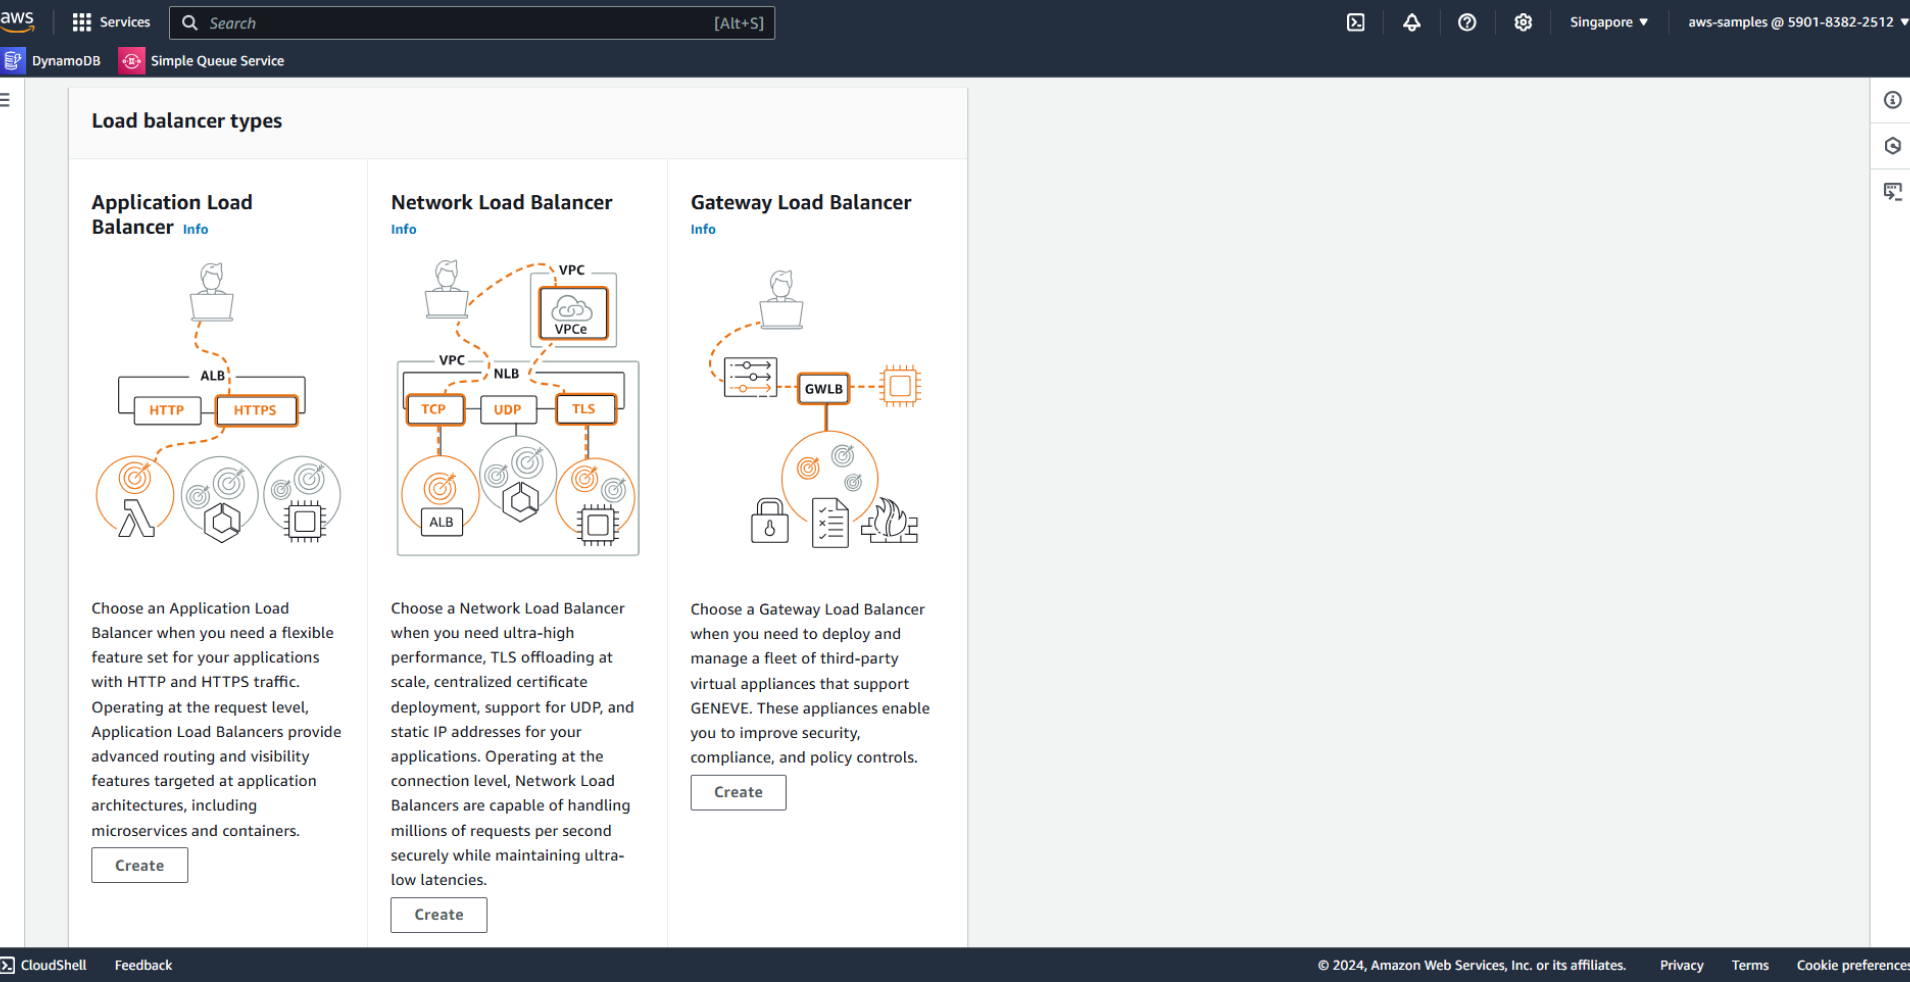 aws
Services
Search
[Alt+S]
Singapore ▼
aws-samples @ 5901-8382-2512 ▼
DynamoDB
Simple Queue Service
Load balancer types
Application Load
Balancer Info
ALB
HTTP
HTTPS
Choose an Application Load
Balancer when you need a flexible
feature set for your applications
with HTTP and HTTPS traffic.
Operating at the request level,
Application Load Balancers provide
advanced routing and visibility
features targeted at application
architectures, including
microservices and containers.
Create
Network Load Balancer
Info
VPC
VPCe
VPC
NLB
TCP
UDP
TLS
ALB
Choose a Network Load Balancer
when you need ultra-high
performance, TLS offloading at
scale, centralized certificate
deployment, support for UDP, and
static IP addresses for your
applications. Operating at the
connection level, Network Load
Balancers are capable of handling
millions of requests per second
securely while maintaining ultra-
low latencies.
Create
Gateway Load Balancer
Info
GWLB
Choose a Gateway Load Balancer
when you need to deploy and
manage a fleet of third-party
virtual appliances that support
GENEVE. These appliances enable
you to improve security,
compliance, and policy controls.
Create
CloudShell
Feedback
© 2024, Amazon Web Services, Inc. or its affiliates.
Privacy
Terms
Cookie preferences